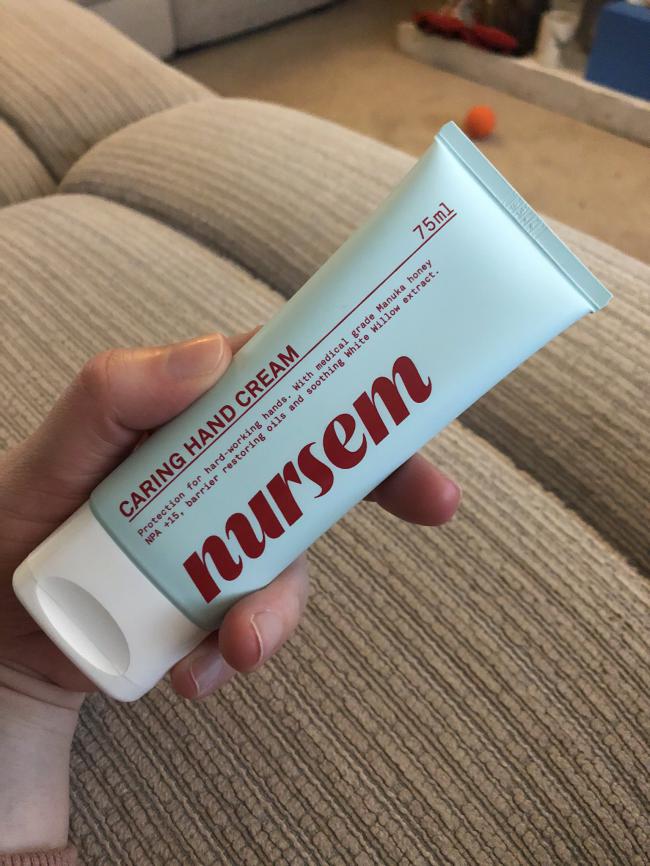 75ml
CARING HAND CREAM
Protection for hard-working hands. With medical grade Manuka honey
NPA +15, barrier restoring oils and soothing White Willow extract.
nursem